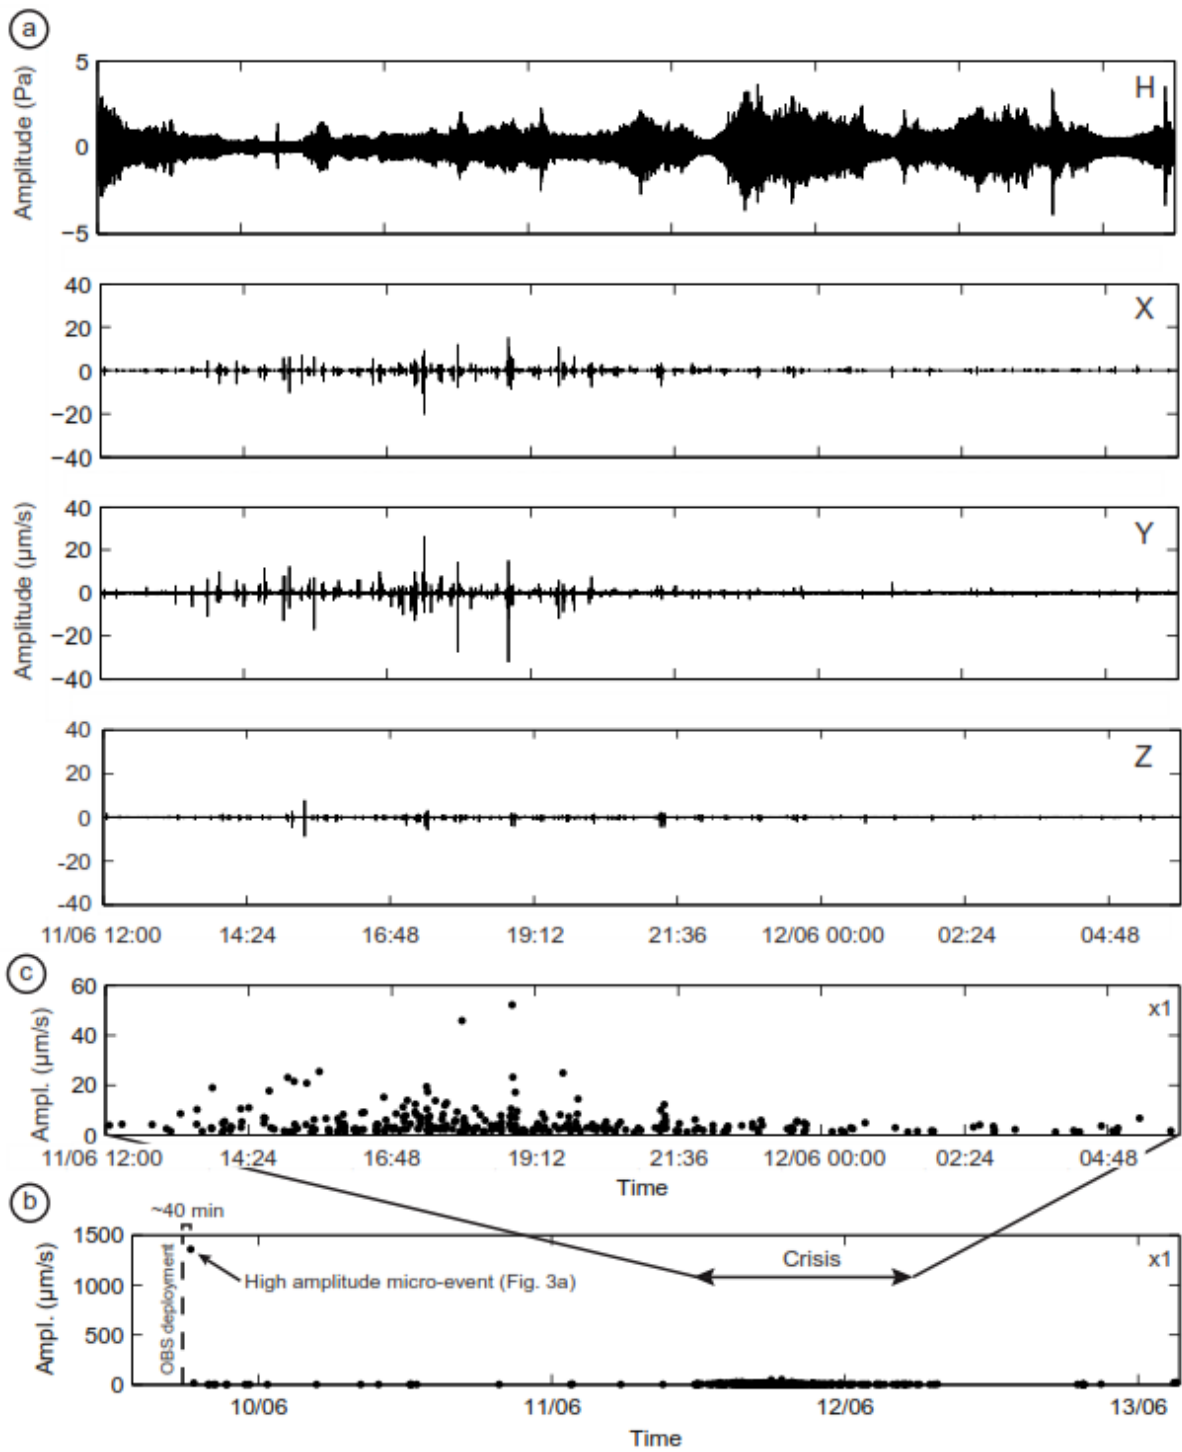 a
Amplitude (Pa)
5
0
−5
H
40
20
0
−20
−40
X
Amplitude (μm/s)
40
20
0
−20
−40
Y
40
20
0
-20
-40
Z
11/06 12:00 14:24 16:48 19:12 21:36 12/06 00:00 02:24 04:48
c
Ampl. (μm/s)
60
40
20
0
x1
11/06 12:00 14:24 16:48 19:12 21:36 12/06 00:00 02:24 04:48
Time
b
~40 min
Ampl. (μm/s)
1500
1000
500
0
OBS deployment
High amplitude micro-event (Fig. 3a)
Crisis
x1
10/06 11/06 12/06 13/06
Time